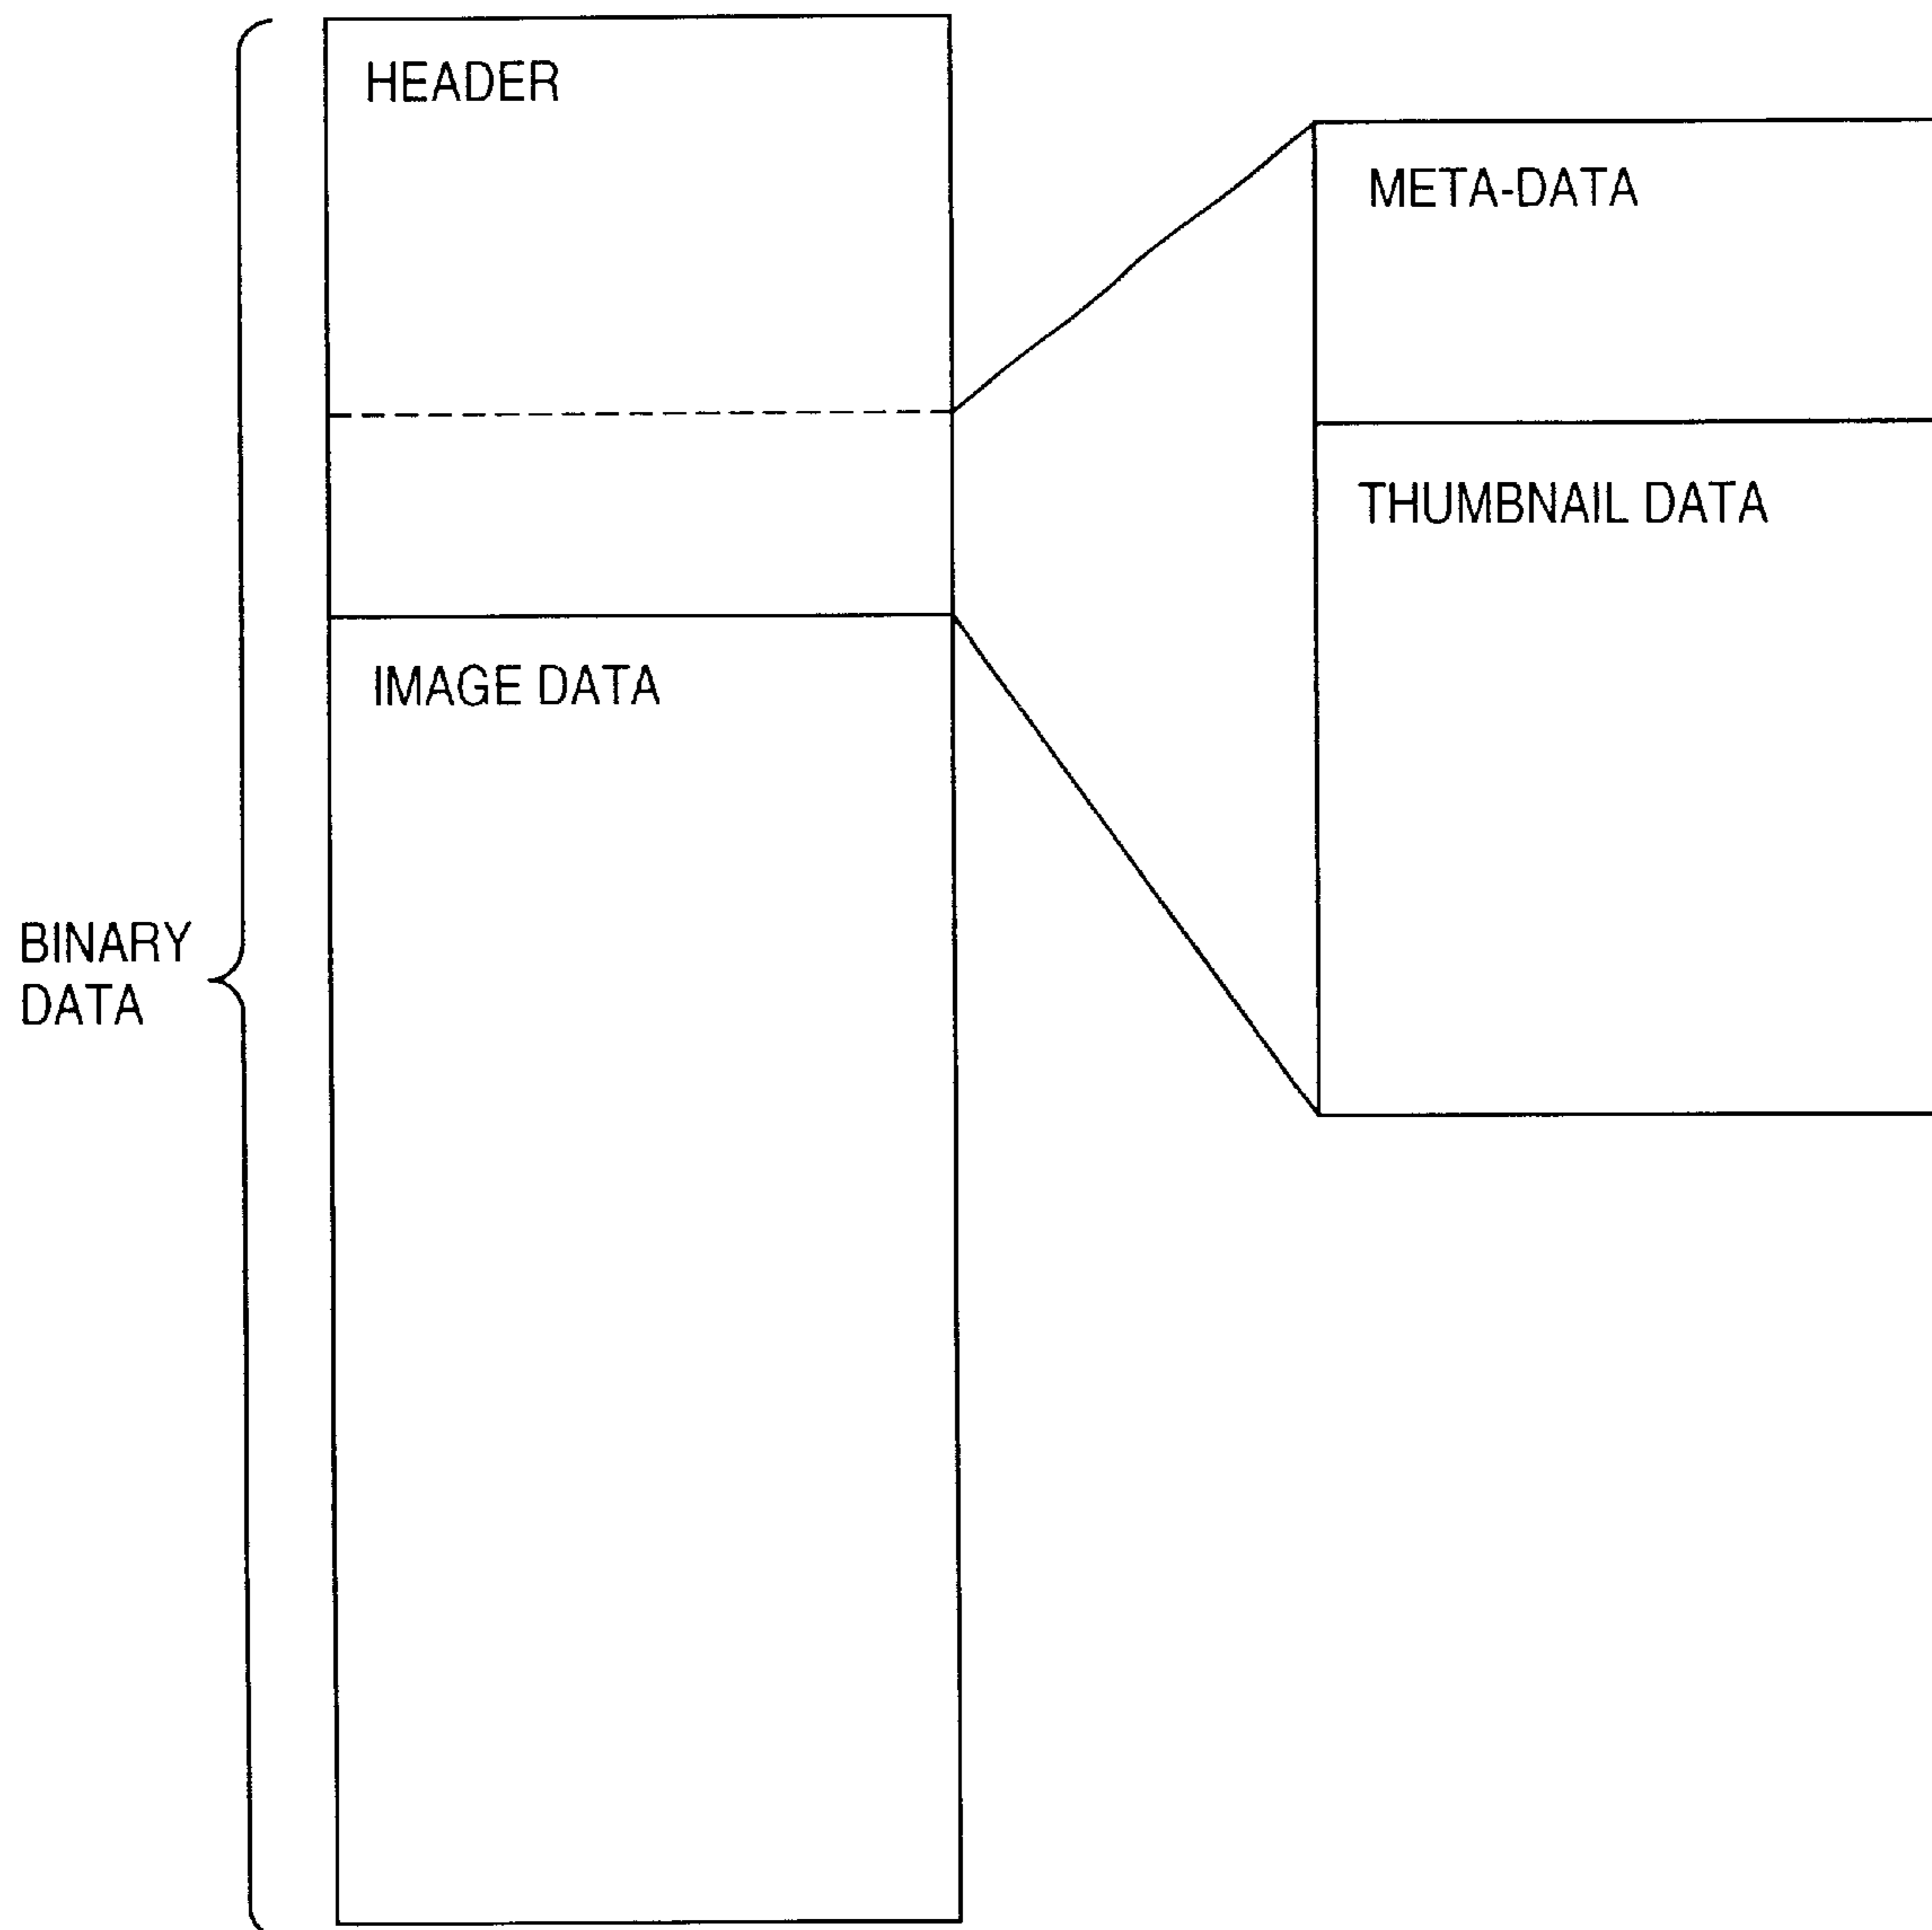 HEADER
META-DATA
THUMBNAIL DATA
IMAGE DATA
BINARY
DATA